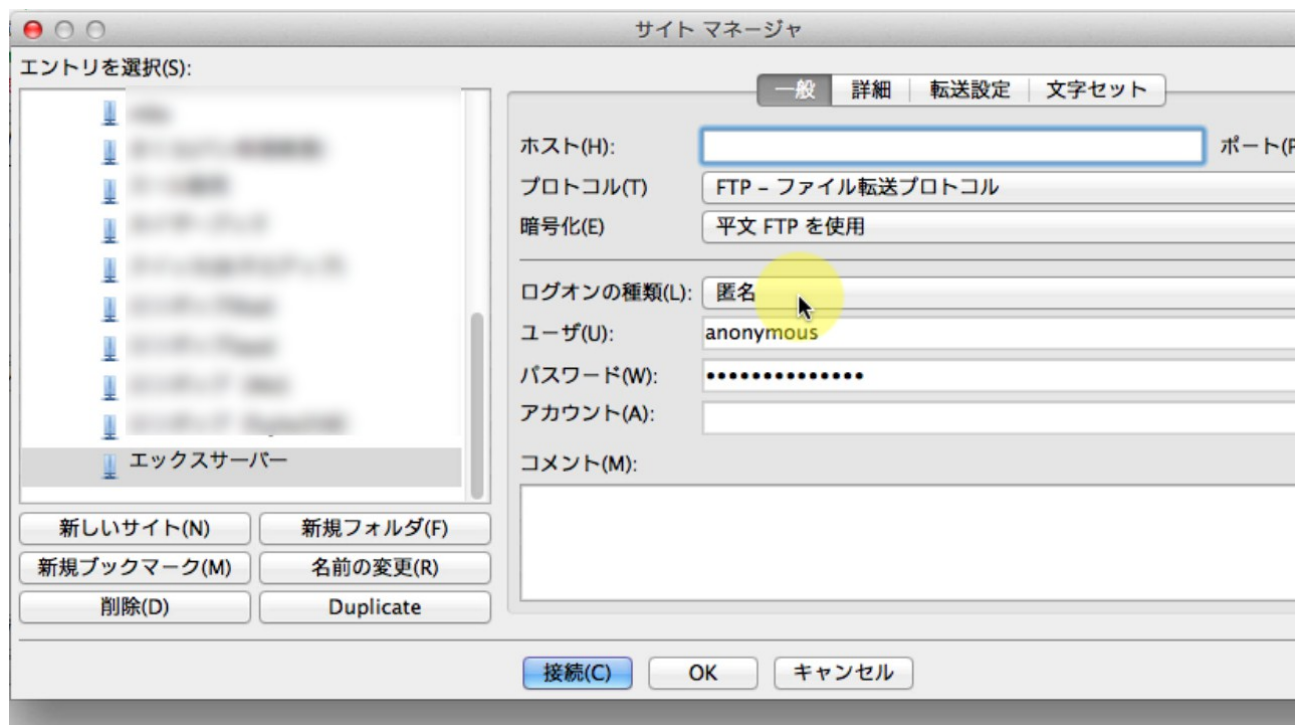 サイト マネージャ
エントリを選択(S):
エックスサーバー
新しいサイト(N)
新規フォルダ(F)
新規ブックマーク(M)
名前の変更(R)
削除(D)
Duplicate
一般
詳細
転送設定
文字セット
ホスト(H):
ポート(P
プロトコル(T)
FTP – ファイル転送プロトコル
暗号化(E)
平文 FTP を使用
ログオンの種類(L):
匿名
ユーザ(U):
anonymous
パスワード(W):
••••••••••••••
アカウント(A):
コメント(M):
接続(C)
OK
キャンセル